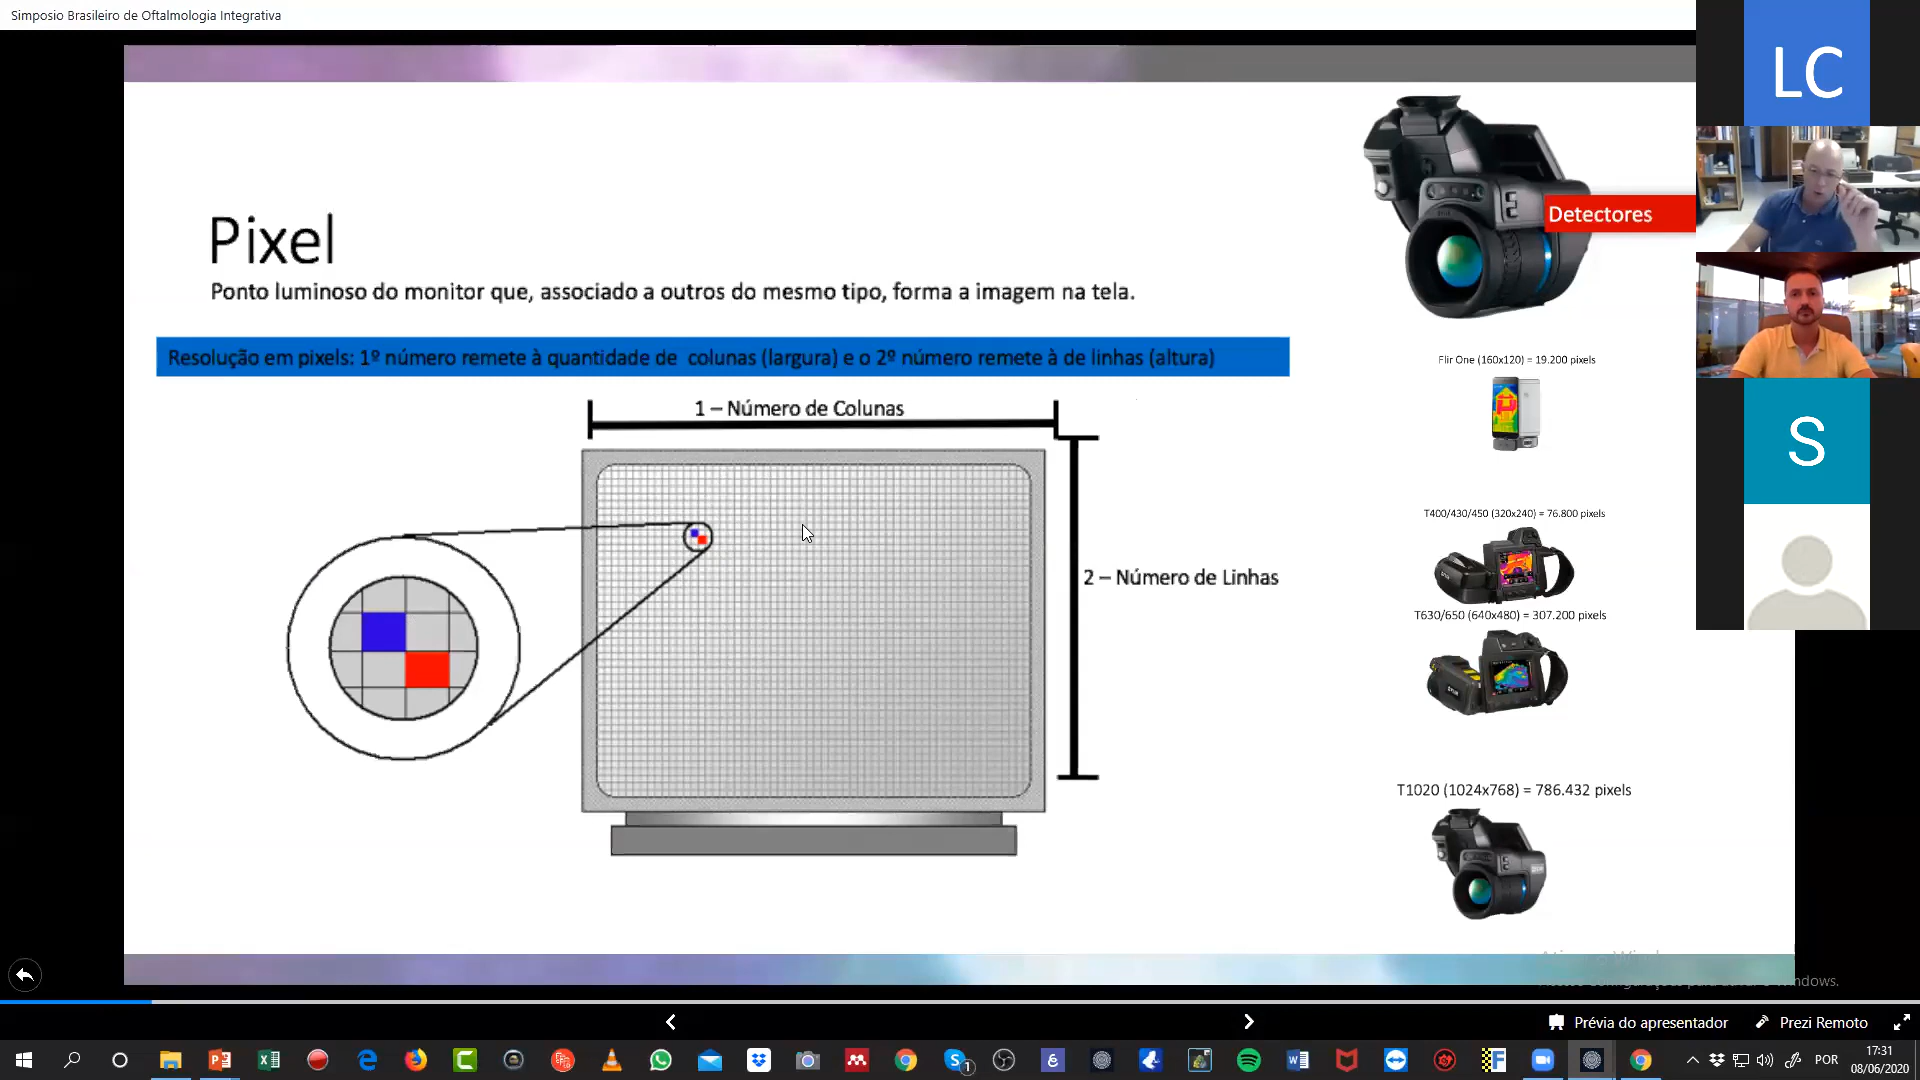 Simposio Brasileiro de Oftalmologia Integrativa
LC
Detectores
Pixel
Ponto luminoso do monitor que, associado a outros do mesmo tipo, forma a imagem na tela.
Resolução em pixels: 1º número remete à quantidade de colunas (largura) e o 2º número remete à de linhas (altura)
Flir One (160x120) = 19.200 pixels
1 – Número de Colunas
S
T400/430/450 (320x240) = 76.800 pixels
2 – Número de Linhas
T630/650 (640x480) = 307.200 pixels
T1020 (1024x768) = 786.432 pixels
Prévia do apresentador
Prezi Remoto
POR
17:31
08/06/2020